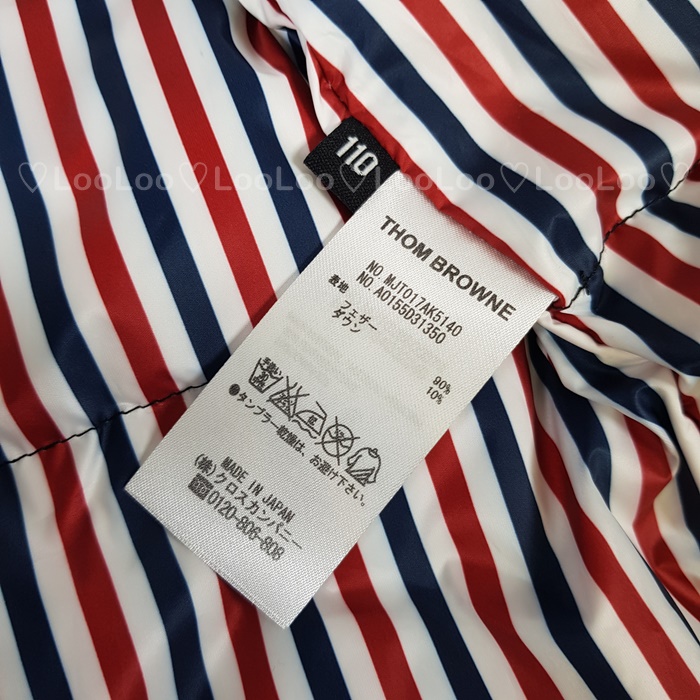 110
♡ LooLoo ♡ LooLoo ♡ LooLoo ♡ LooLoo ♡
THOM BROWNE
NO.MJT017AK5140
NO.A0155D31350
表地
フェザー 90%
ダウン 10%
●タンブラー乾燥は、お避け下さい。
MADE IN JAPAN
(株)クロスカンパニー
0120-806-808